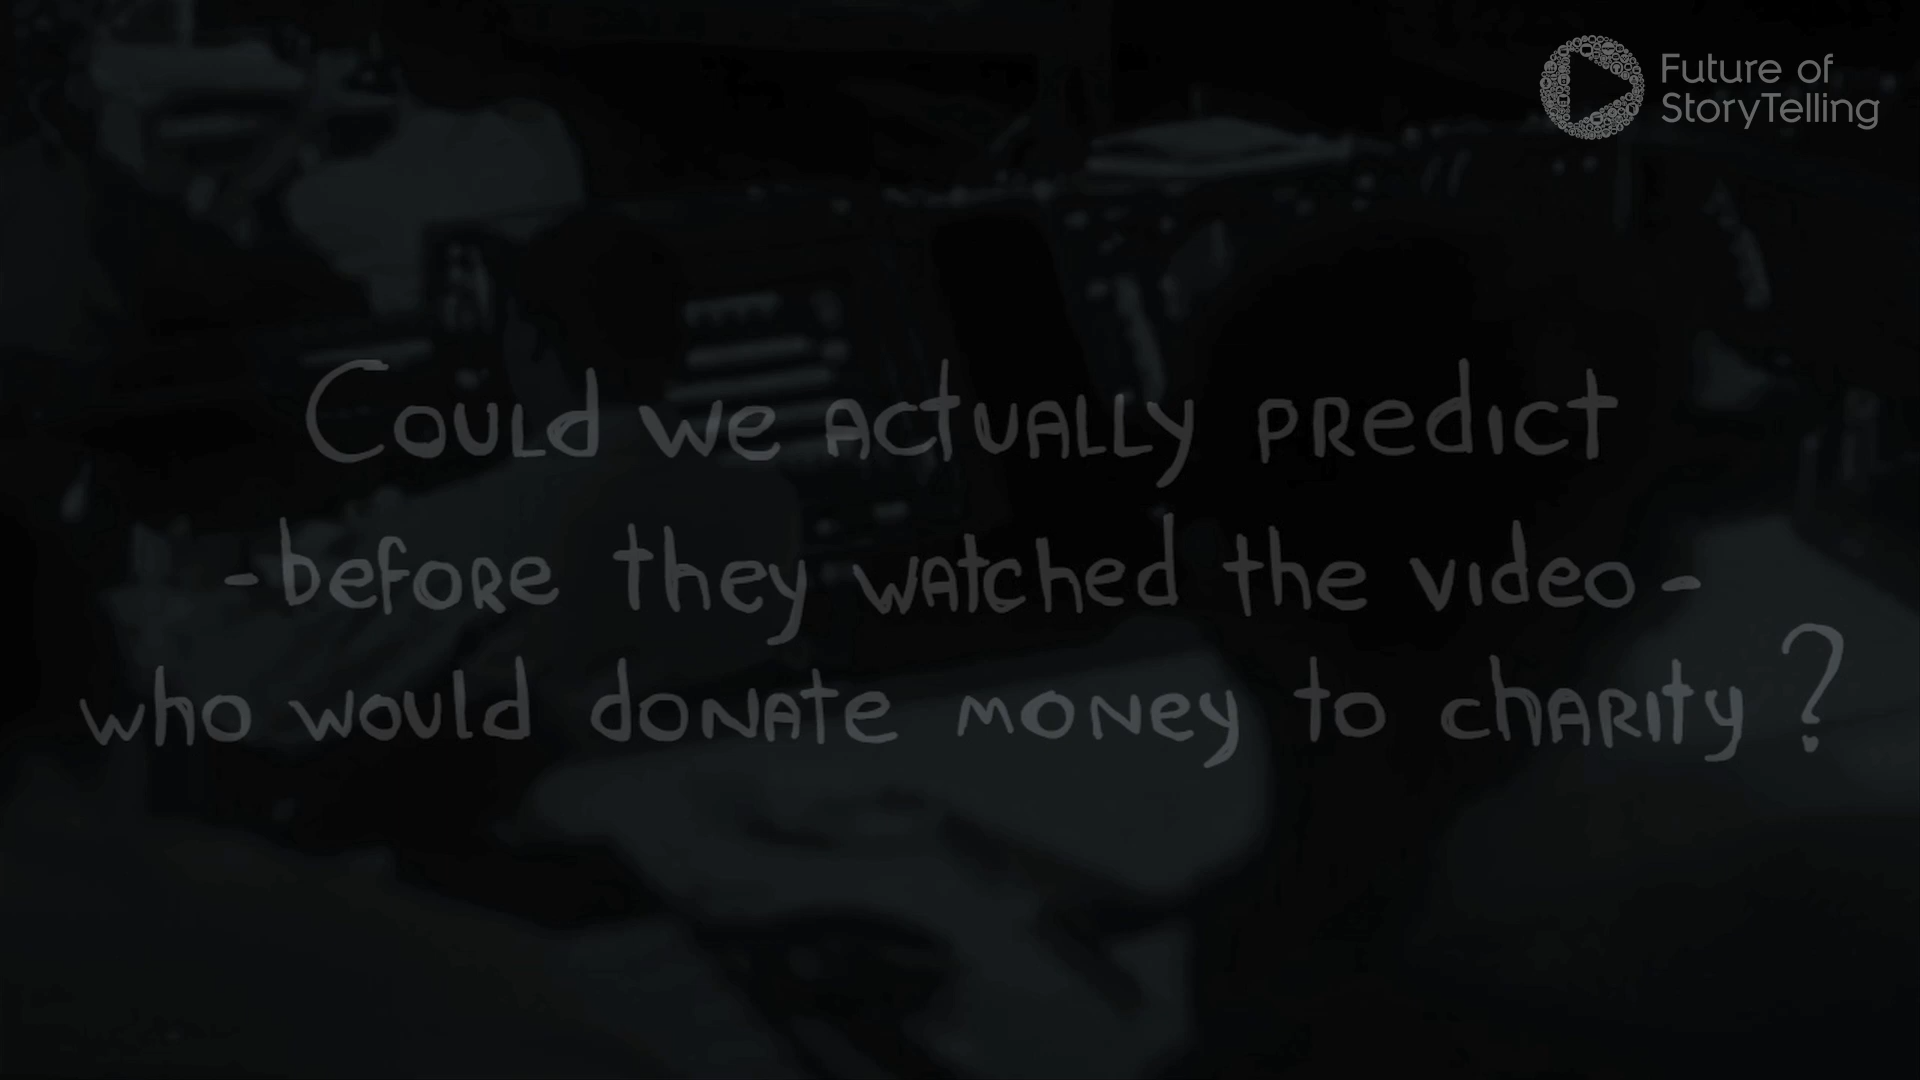 Future of
StoryTelling
Could we actually predict
- before they watched the video -
who would donate money to charity?